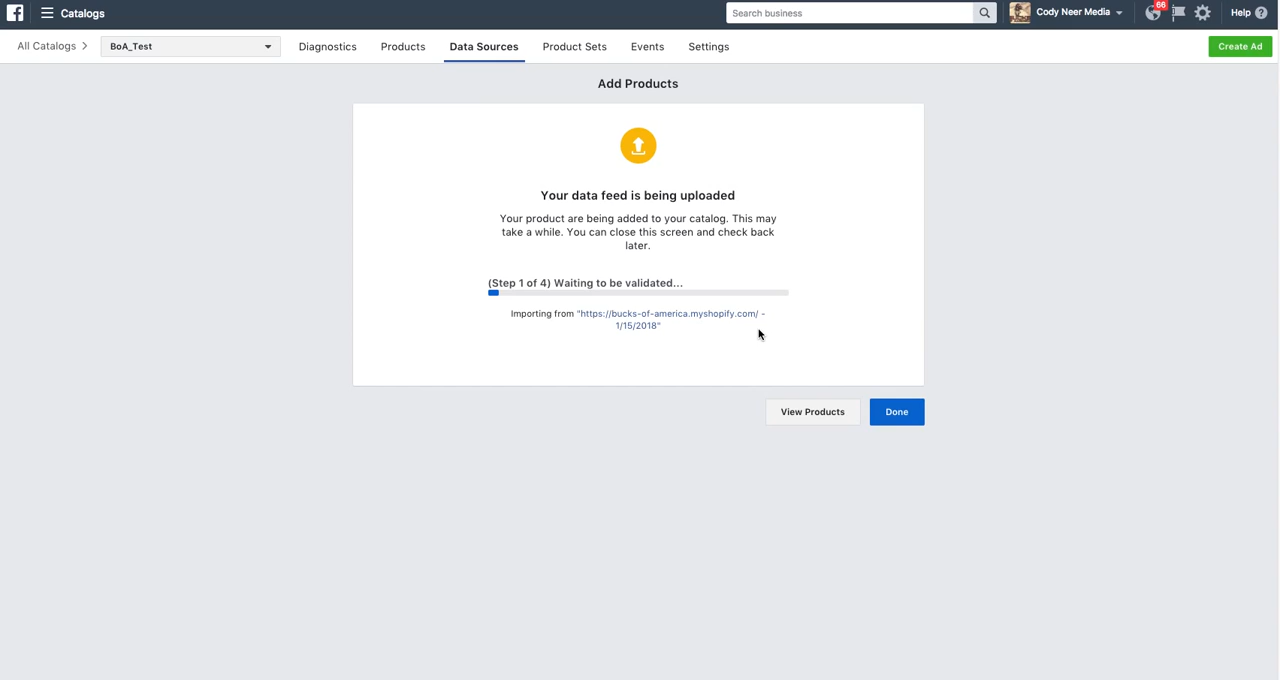 Catalogs
Search business
Cody Neer Media
66
Help
All Catalogs
BoA_Test
Diagnostics
Products
Data Sources
Product Sets
Events
Settings
Create Ad
Add Products
Your data feed is being uploaded
Your product are being added to your catalog. This may
take a while. You can close this screen and check back
later.
(Step 1 of 4) Waiting to be validated...
Importing from "https://bucks-of-america.myshopify.com/ -
1/15/2018"
View Products
Done